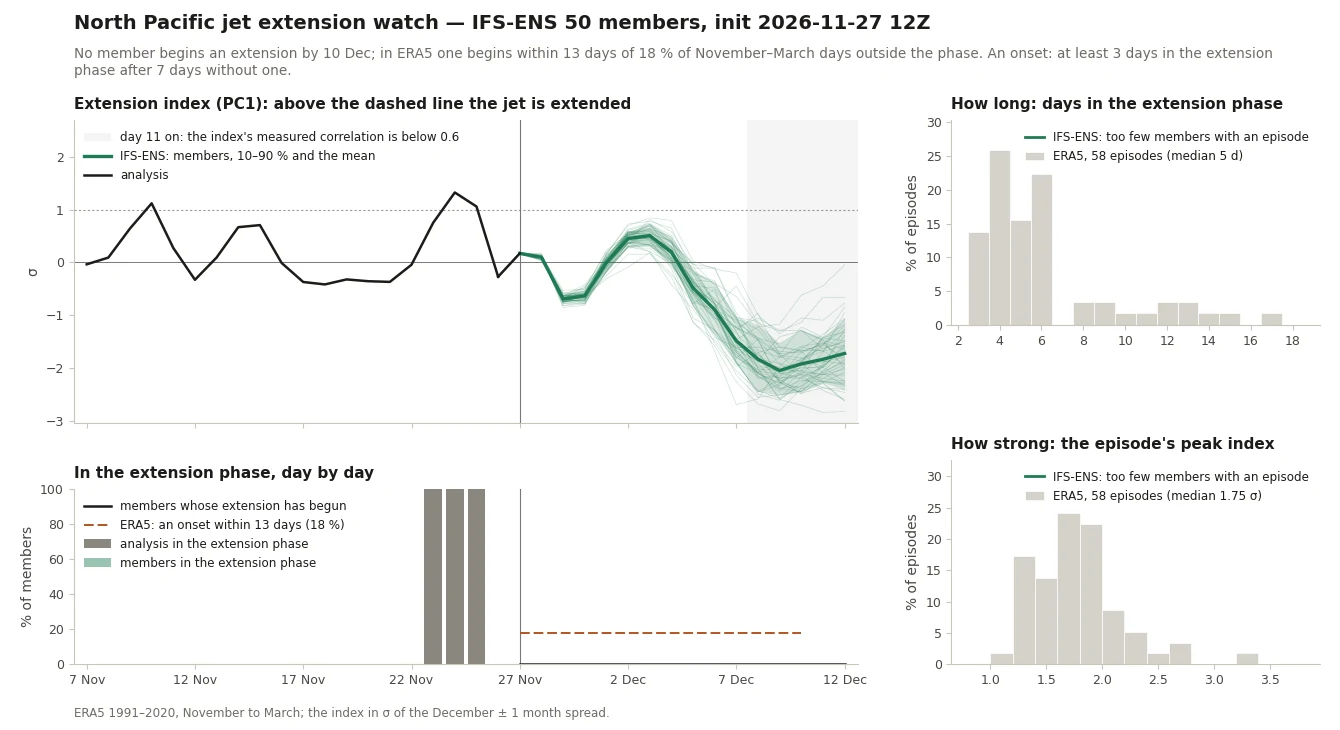 North Pacific jet extension watch — IFS-ENS 50 members, init 2026-11-27 12Z
No member begins an extension by 10 Dec; in ERA5 one begins within 13 days of 18 % of November–March days outside the phase. An onset: at least 3 days in the extension
phase after 7 days without one.
Extension index (PC1): above the dashed line the jet is extended
day 11 on: the index's measured correlation is below 0.6
IFS-ENS: members, 10–90 % and the mean
analysis
σ
2
1
0
−1
−2
−3
How long: days in the extension phase
IFS-ENS: too few members with an episode
ERA5, 58 episodes (median 5 d)
% of episodes
30
25
20
15
10
5
0
2 4 6 8 10 12 14 16 18
In the extension phase, day by day
members whose extension has begun
ERA5: an onset within 13 days (18 %)
analysis in the extension phase
members in the extension phase
% of members
100
80
60
40
20
0
7 Nov 12 Nov 17 Nov 22 Nov 27 Nov 2 Dec 7 Dec 12 Dec
How strong: the episode's peak index
IFS-ENS: too few members with an episode
ERA5, 58 episodes (median 1.75 σ)
% of episodes
30
25
20
15
10
5
0
1.0 1.5 2.0 2.5 3.0 3.5
ERA5 1991–2020, November to March; the index in σ of the December ± 1 month spread.